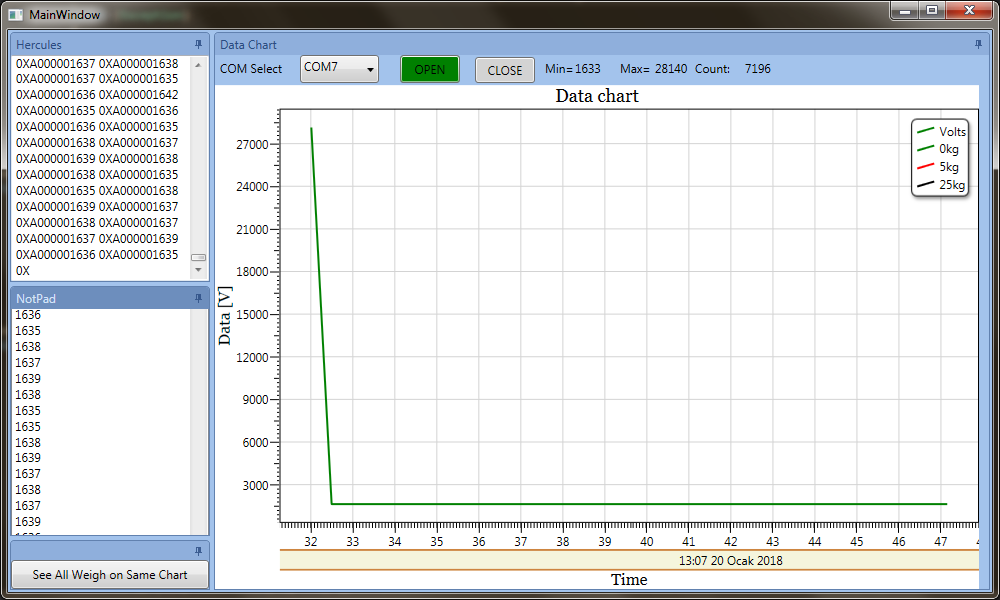 MainWindow
Hercules
0XA000001637 0XA000001638
0XA000001637 0XA000001635
0XA000001636 0XA000001642
0XA000001635 0XA000001636
0XA000001636 0XA000001635
0XA000001638 0XA000001637
0XA000001639 0XA000001638
0XA000001638 0XA000001635
0XA000001635 0XA000001638
0XA000001639 0XA000001637
0XA000001638 0XA000001637
0XA000001637 0XA000001639
0XA000001636 0XA000001635
0X
NotPad
1636
1635
1638
1637
1639
1638
1635
1635
1638
1639
1637
1638
1637
1639
See All Weigh on Same Chart
Data Chart
COM Select COM7 OPEN CLOSE Min= 1633 Max= 28140 Count: 7196
Data chart
Volts
0kg
5kg
25kg
Data [V]
27000
24000
21000
18000
15000
12000
9000
6000
3000
32 33 34 35 36 37 38 39 40 41 42 43 44 45 46 47
13:07 20 Ocak 2018
Time